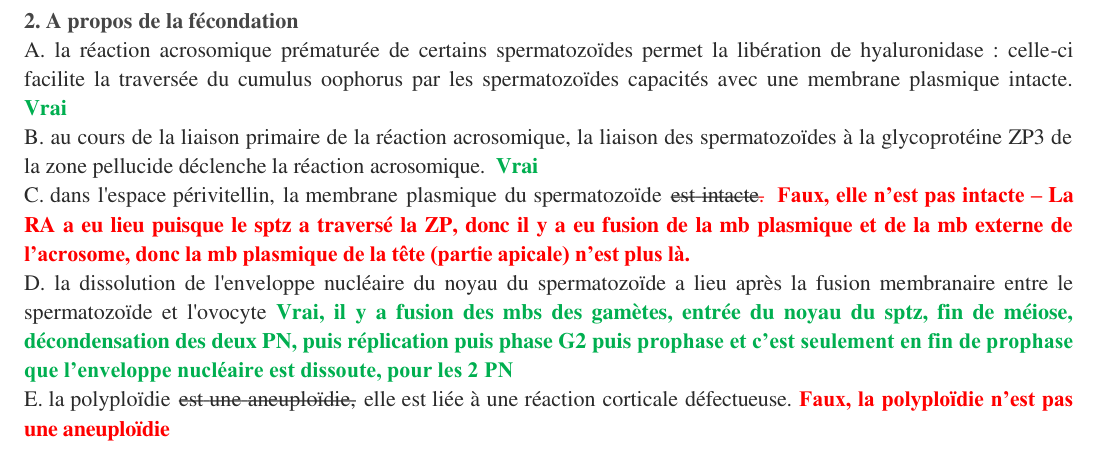 2. A propos de la fécondation
A. la réaction acrosomique prématurée de certains spermatozoïdes permet la libération de hyaluronidase : celle-ci
facilite la traversée du cumulus oophorus par les spermatozoïdes capacités avec une membrane plasmique intacte.
Vrai
B. au cours de la liaison primaire de la réaction acrosomique, la liaison des spermatozoïdes à la glycoprotéine ZP3 de
la zone pellucide déclenche la réaction acrosomique. Vrai
C. dans l'espace périvitellin, la membrane plasmique du spermatozoïde est intacte. Faux, elle n’est pas intacte – La
RA a eu lieu puisque le sptz a traversé la ZP, donc il y a eu fusion de la mb plasmique et de la mb externe de
l’acrosome, donc la mb plasmique de la tête (partie apicale) n’est plus là.
D. la dissolution de l'enveloppe nucléaire du noyau du spermatozoïde a lieu après la fusion membranaire entre le
spermatozoïde et l'ovocyte Vrai, il y a fusion des mbs des gamètes, entrée du noyau du sptz, fin de méiose,
décondensation des deux PN, puis réplication puis phase G2 puis prophase et c’est seulement en fin de prophase
que l’enveloppe nucléaire est dissoute, pour les 2 PN
E. la polyploïdie est une aneuploïdie, elle est liée à une réaction corticale défectueuse. Faux, la polyploïdie n’est pas
une aneuploïdie